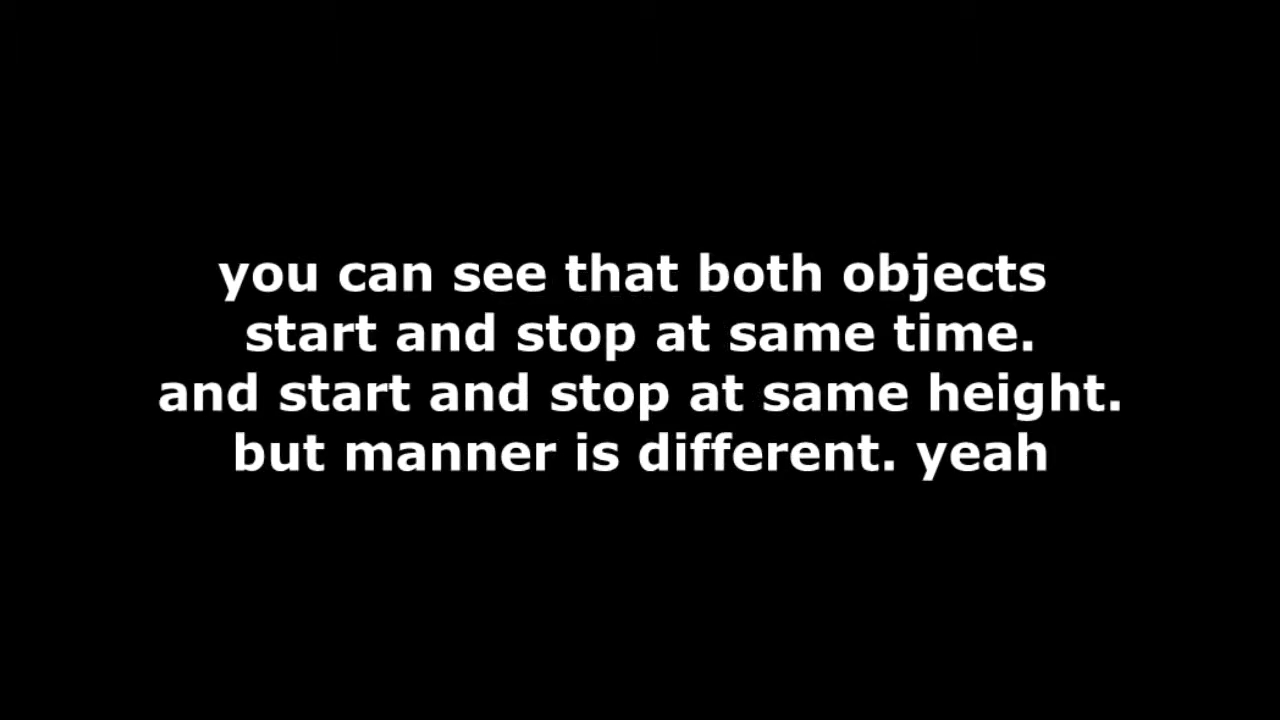 you can see that both objects
start and stop at same time.
and start and stop at same height.
but manner is different. yeah